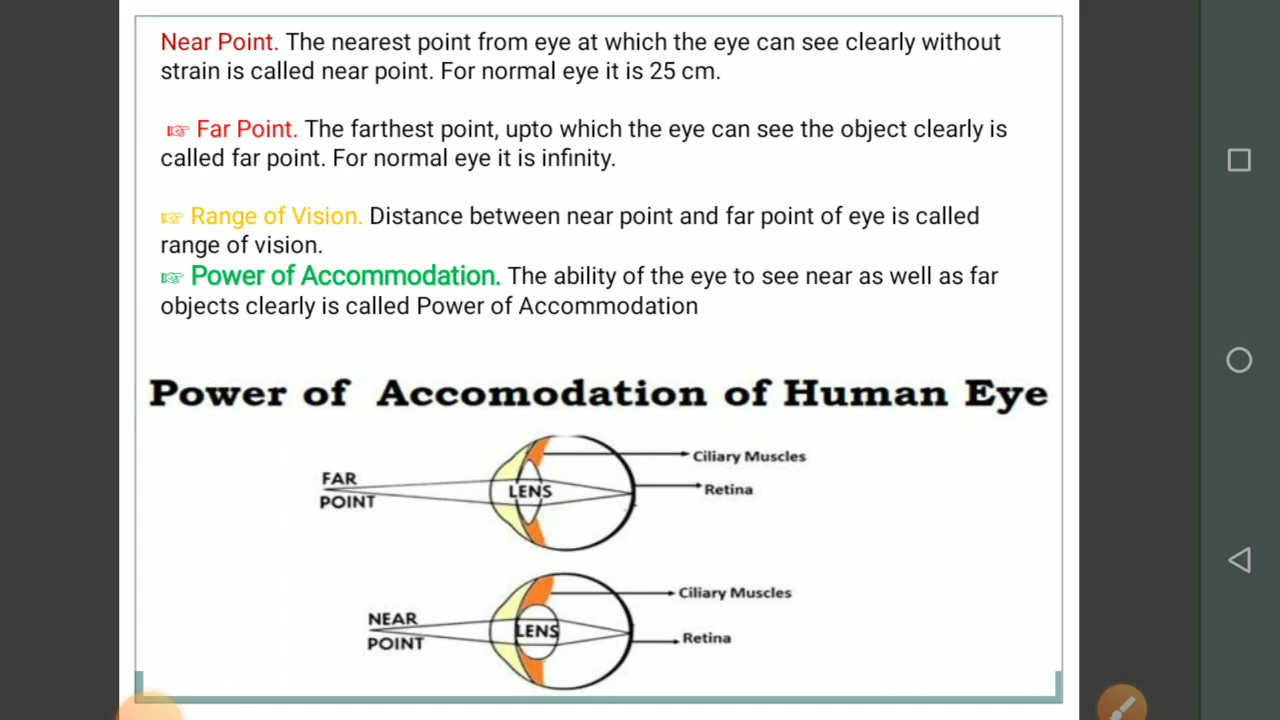 Near Point. The nearest point from eye at which the eye can see clearly without
strain is called near point. For normal eye it is 25 cm.
☞ Far Point. The farthest point, upto which the eye can see the object clearly is
called far point. For normal eye it is infinity.
☞ Range of Vision. Distance between near point and far point of eye is called
range of vision.
☞ Power of Accommodation. The ability of the eye to see near as well as far
objects clearly is called Power of Accommodation
Power of Accomodation of Human Eye
Ciliary Muscles
FAR
POINT
LENS
Retina
Ciliary Muscles
NEAR
POINT
LENS
Retina